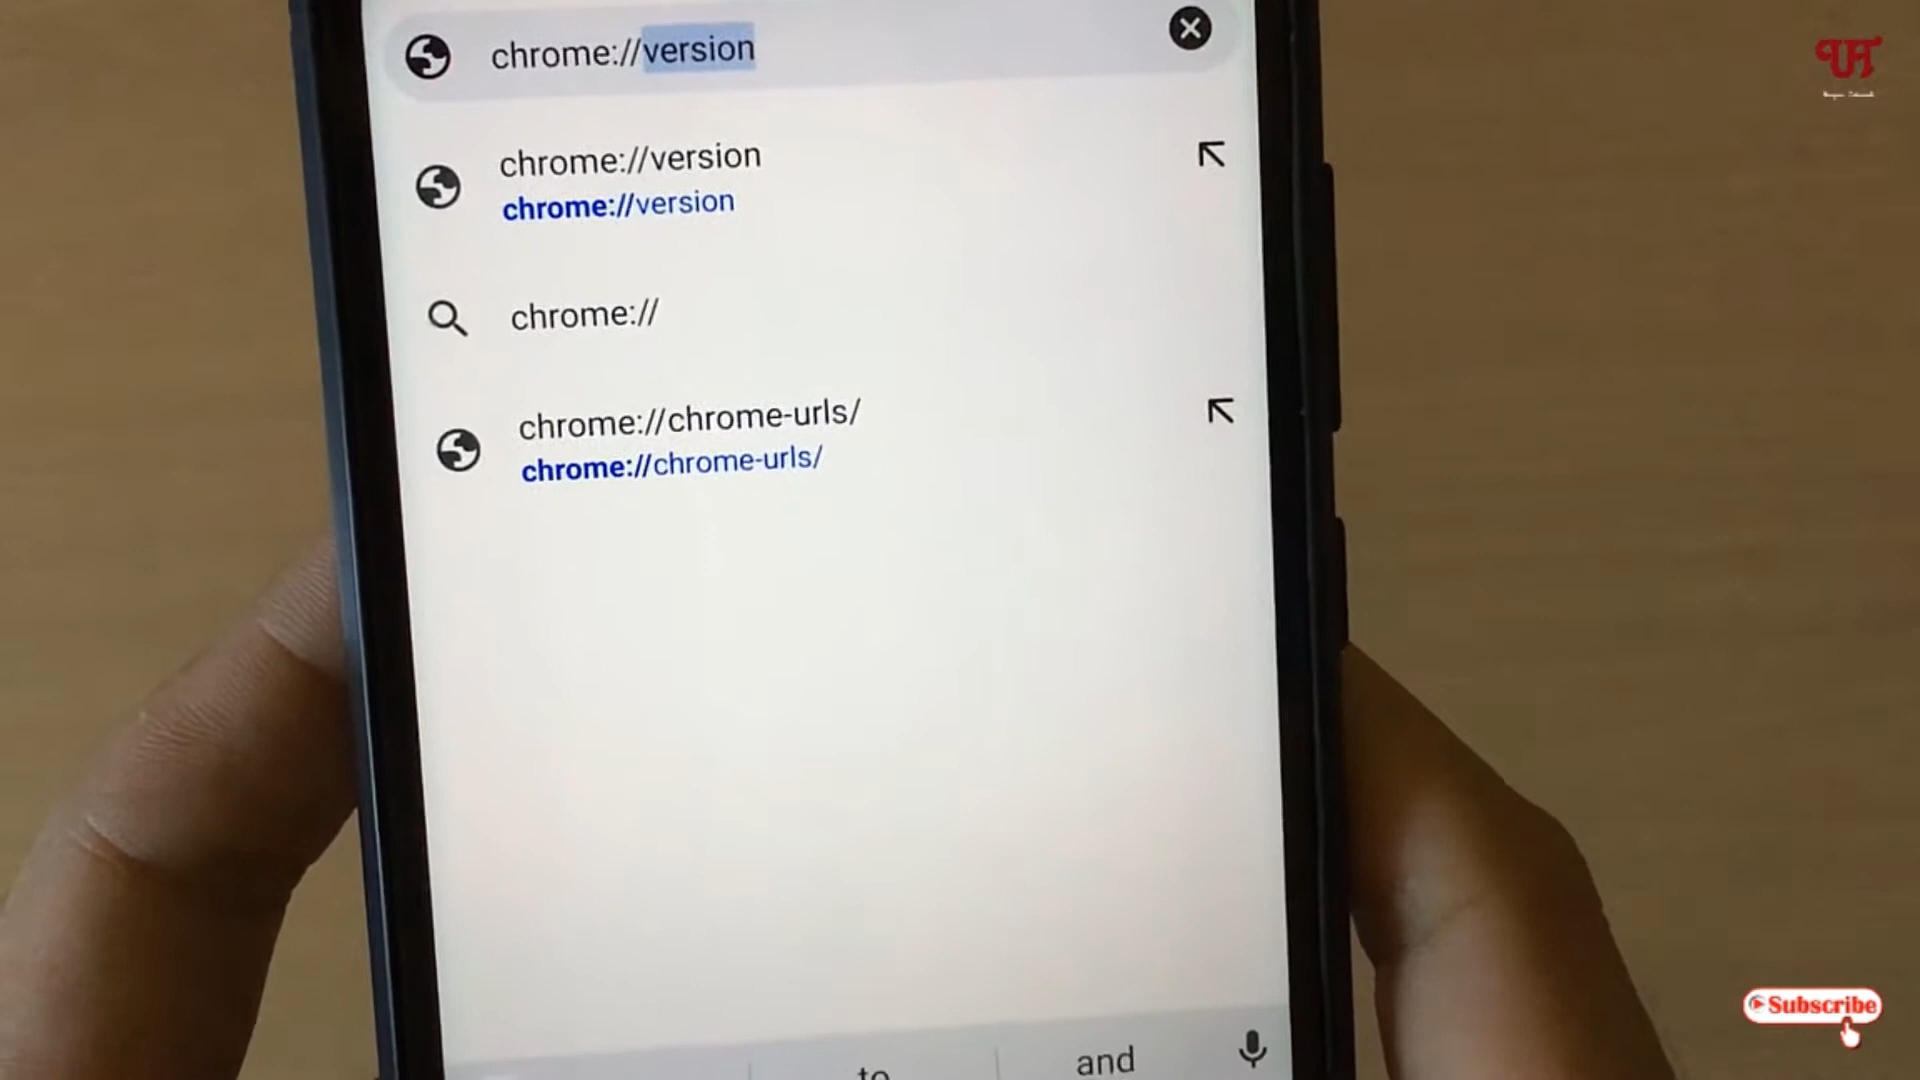 chrome://version
chrome://version
chrome://version
chrome://
chrome://chrome-urls/
chrome://chrome-urls/
to
and
Subscribe